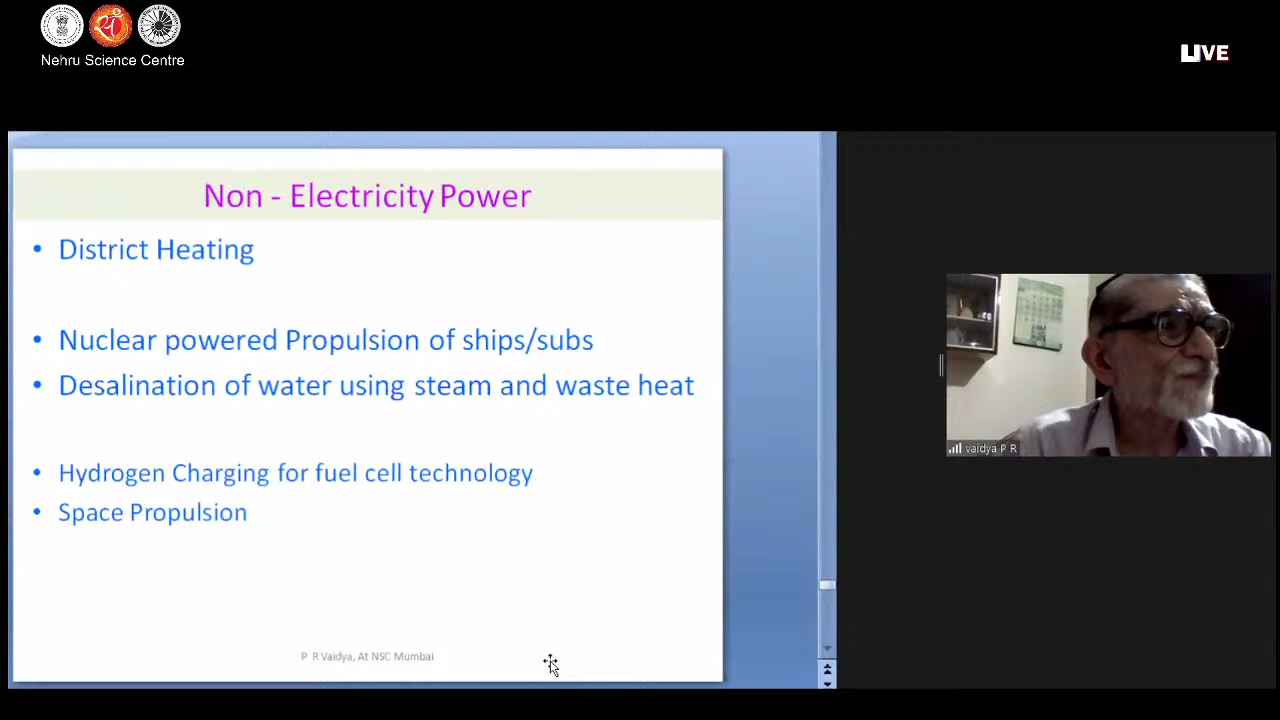 Nehru Science Centre
LIVE
Non - Electricity Power
• District Heating
• Nuclear powered Propulsion of ships/subs
• Desalination of water using steam and waste heat
• Hydrogen Charging for fuel cell technology
• Space Propulsion
P R Vaidya, At NSC Mumbai
vaidya P R